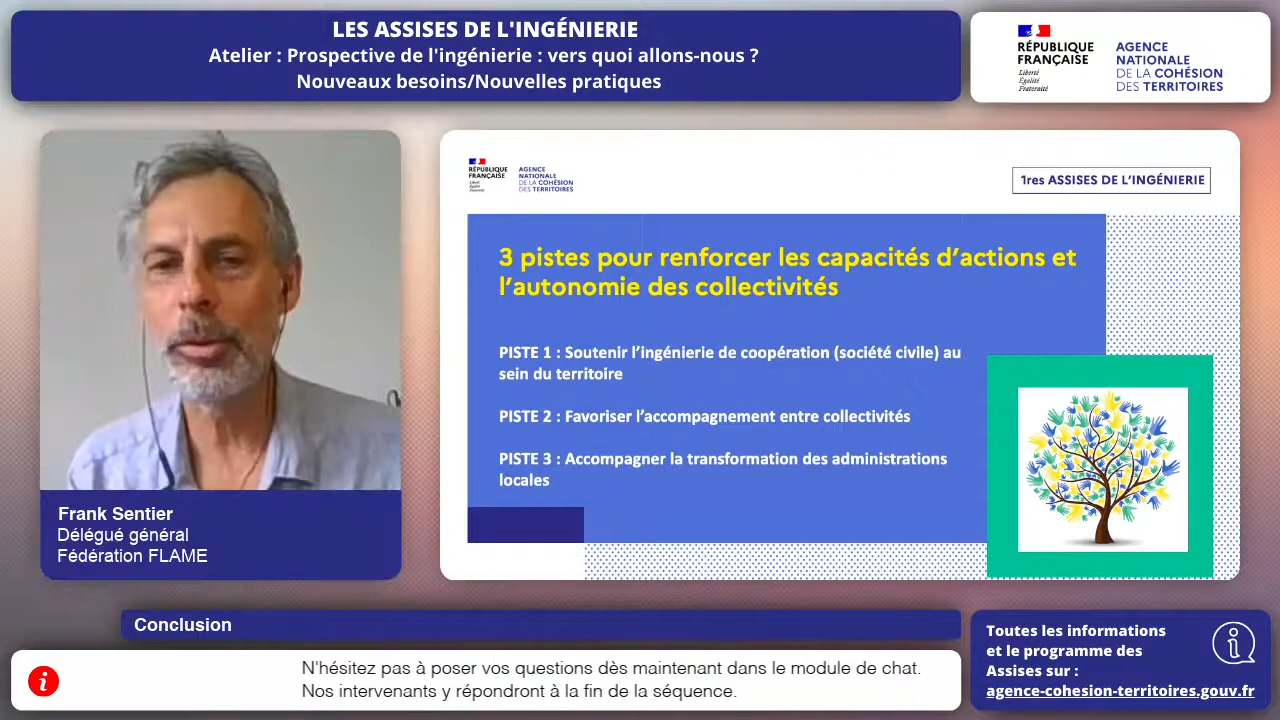 LES ASSISES DE L'INGÉNIERIE
Atelier : Prospective de l'ingénierie : vers quoi allons-nous ?
Nouveaux besoins/Nouvelles pratiques
RÉPUBLIQUE
FRANÇAISE
Liberté
Égalité
Fraternité
AGENCE
NATIONALE
DE LA COHÉSION
DES TERRITOIRES
RÉPUBLIQUE
FRANÇAISE
Liberté
Égalité
Fraternité
AGENCE
NATIONALE
DE LA COHÉSION
DES TERRITOIRES
1res ASSISES DE L'INGÉNIERIE
3 pistes pour renforcer les capacités d'actions et
l'autonomie des collectivités
PISTE 1 : Soutenir l'ingénierie de coopération (société civile) au
sein du territoire
PISTE 2 : Favoriser l'accompagnement entre collectivités
PISTE 3 : Accompagner la transformation des administrations
locales
Frank Sentier
Délégué général
Fédération FLAME
Conclusion
N'hésitez pas à poser vos questions dès maintenant dans le module de chat.
Nos intervenants y répondront à la fin de la séquence.
Toutes les informations
et le programme des
Assises sur :
agence-cohesion-territoires.gouv.fr